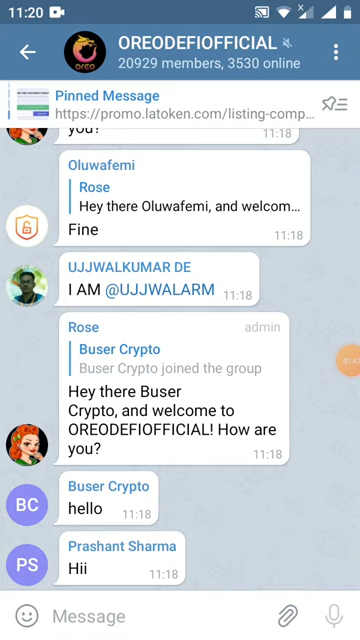 11:20
OREODEFIOFFICIAL
20929 members, 3530 online
Pinned Message
https://promo.latoken.com/listing-comp...
you?
11:18
Oluwafemi
Rose
Hey there Oluwafemi, and welcom...
Fine
11:18
UJJWALKUMAR DE
I AM @UJJWALARM
11:18
Rose
admin
Buser Crypto
Buser Crypto joined the group
Hey there Buser
Crypto, and welcome to
OREODEFIOFFICIAL! How are
you?
11:18
BC
Buser Crypto
hello
11:18
PS
Prashant Sharma
Hii
11:18
Message